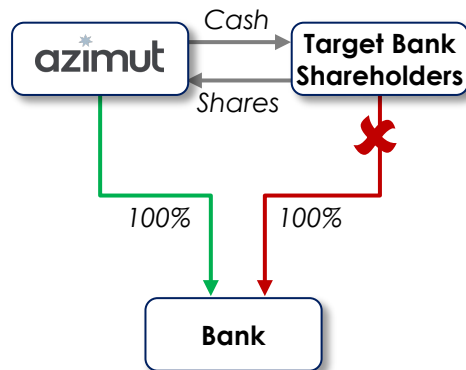 Cash
azimut
Target Bank
Shareholders
Shares
100%
100%
Bank